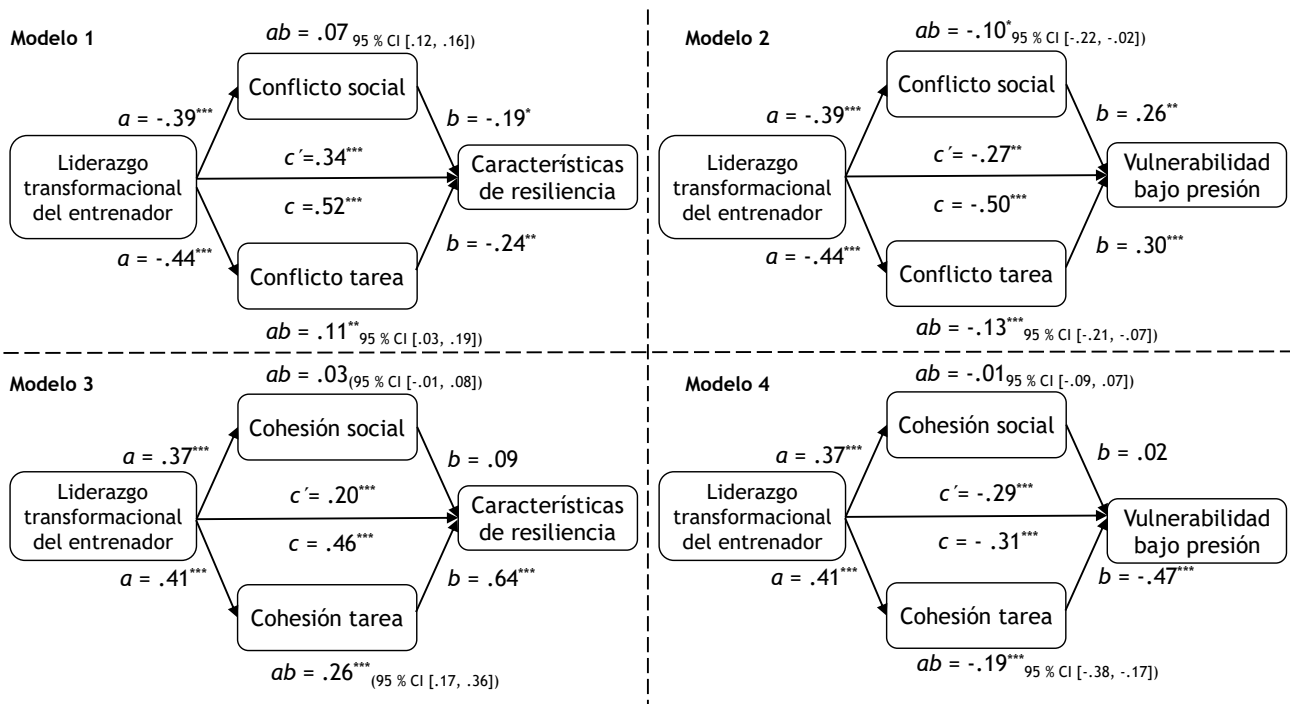 Modelo 1
ab = .07 95 % CI [.12, .16])
Conflicto social
a = -.39***
b = -.19*
Liderazgo
transformacional
del entrenador
c´=.34***
c =.52***
Características
de resiliencia
a = -.44***
b = -.24**
Conflicto tarea
ab = .11** 95 % CI [.03, .19])
Modelo 2
ab = -.10* 95 % CI [-.22, -.02])
Conflicto social
a = -.39***
b = .26**
Liderazgo
transformacional
del entrenador
c´= -.27**
c = -.50***
Vulnerabilidad
bajo presión
a = -.44***
b = .30***
Conflicto tarea
ab = -.13*** 95 % CI [-.21, -.07])
Modelo 3
ab = .03 (95 % CI [-.01, .08])
Cohesión social
a = .37***
b = .09
Liderazgo
transformacional
del entrenador
c´= .20***
c = .46***
Características
de resiliencia
a = .41***
b = .64***
Cohesión tarea
ab = .26*** (95 % CI [.17, .36])
Modelo 4
ab = -.01 95 % CI [-.09, .07])
Cohesión social
a = .37***
b = .02
Liderazgo
transformacional
del entrenador
c´= -.29***
c = - .31***
Vulnerabilidad
bajo presión
a = .41***
b = -.47***
Cohesión tarea
ab = -.19*** 95 % CI [-.38, -.17])